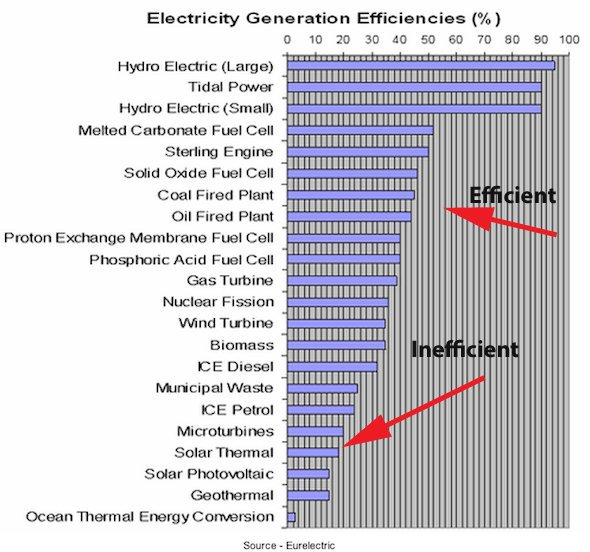 Electricity Generation Efficiencies (%)
0 10 20 30 40 50 60 70 80 90 100
Hydro Electric (Large)
Tidal Power
Hydro Electric (Small)
Melted Carbonate Fuel Cell
Sterling Engine
Solid Oxide Fuel Cell
Coal Fired Plant
Efficient
Oil Fired Plant
Proton Exchange Membrane Fuel Cell
Phosphoric Acid Fuel Cell
Gas Turbine
Nuclear Fission
Wind Turbine
Biomass
Inefficient
ICE Diesel
Municipal Waste
ICE Petrol
Microturbines
Solar Thermal
Solar Photovoltaic
Geothermal
Ocean Thermal Energy Conversion
Source - Eurelectric